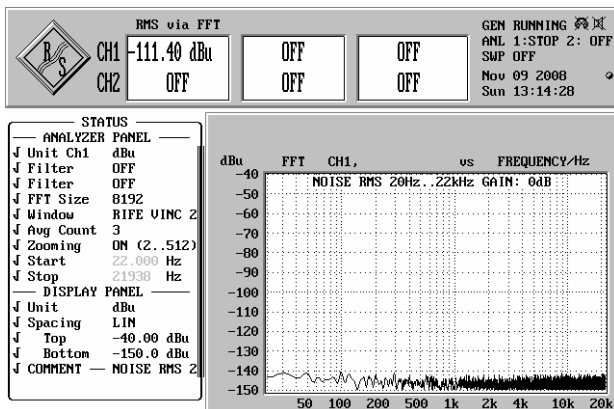 RMS via FFT
R S
CH1 -111.40 dBu OFF OFF
CH2 OFF OFF OFF
GEN RUNNING
ANL 1:STOP 2: OFF
SWP OFF
Nov 09 2008
Sun 13:14:28
STATUS
ANALYZER PANEL
Unit Ch1 dBu
Filter OFF
Filter OFF
FFT Size 8192
Window RIFE VINC 2
Avg Count 3
Zooming ON (2..512)
Start 22.000 Hz
Stop 21938 Hz
DISPLAY PANEL
Unit dBu
Spacing LIN
Top -40.00 dBu
Bottom -150.0 dBu
COMMENT — NOISE RMS 2
dBu FFT CH1, vs FREQUENCY/Hz
NOISE RMS 20Hz..22kHz GAIN: 0dB
-40
-50
-60
-70
-80
-90
-100
-110
-120
-130
-140
-150
50 100 200 500 1k 2k 4k 10k 20k